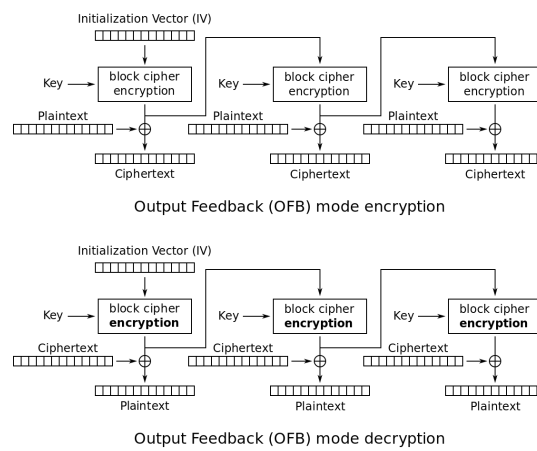 Initialization Vector (IV)
Key
block cipher
encryption
Key
block cipher
encryption
Key
block cipher
encryption
Plaintext
Plaintext
Plaintext
Ciphertext
Ciphertext
Ciphertext
Output Feedback (OFB) mode encryption
Initialization Vector (IV)
Key
block cipher
encryption
Key
block cipher
encryption
Key
block cipher
encryption
Ciphertext
Ciphertext
Ciphertext
Plaintext
Plaintext
Plaintext
Output Feedback (OFB) mode decryption